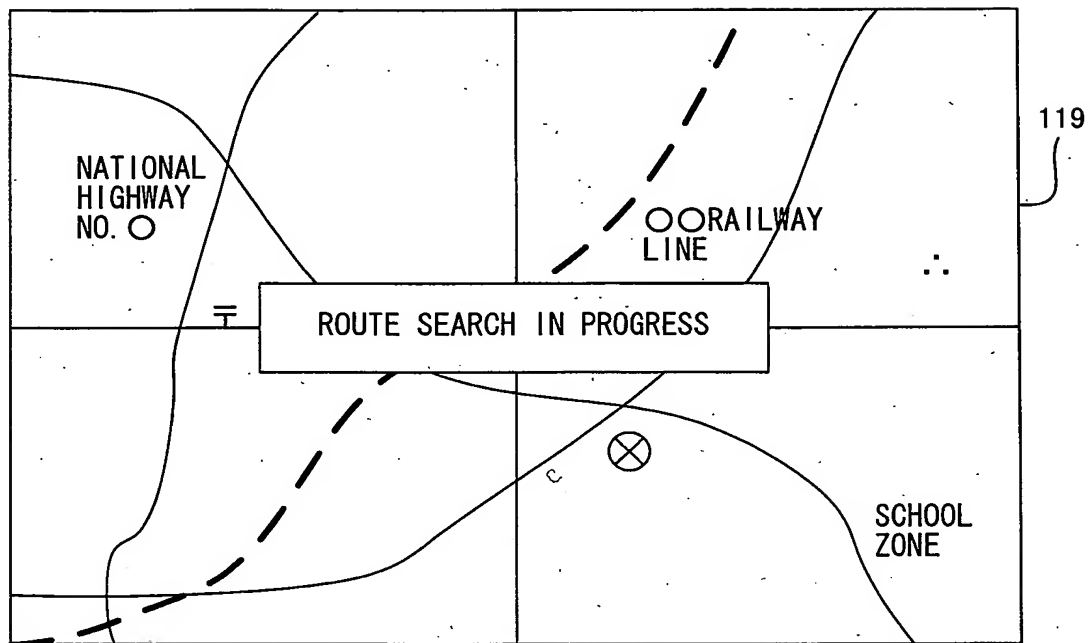 119
NATIONAL
HIGHWAY
NO. ○
○○RAILWAY
LINE
ROUTE SEARCH IN PROGRESS
SCHOOL
ZONE